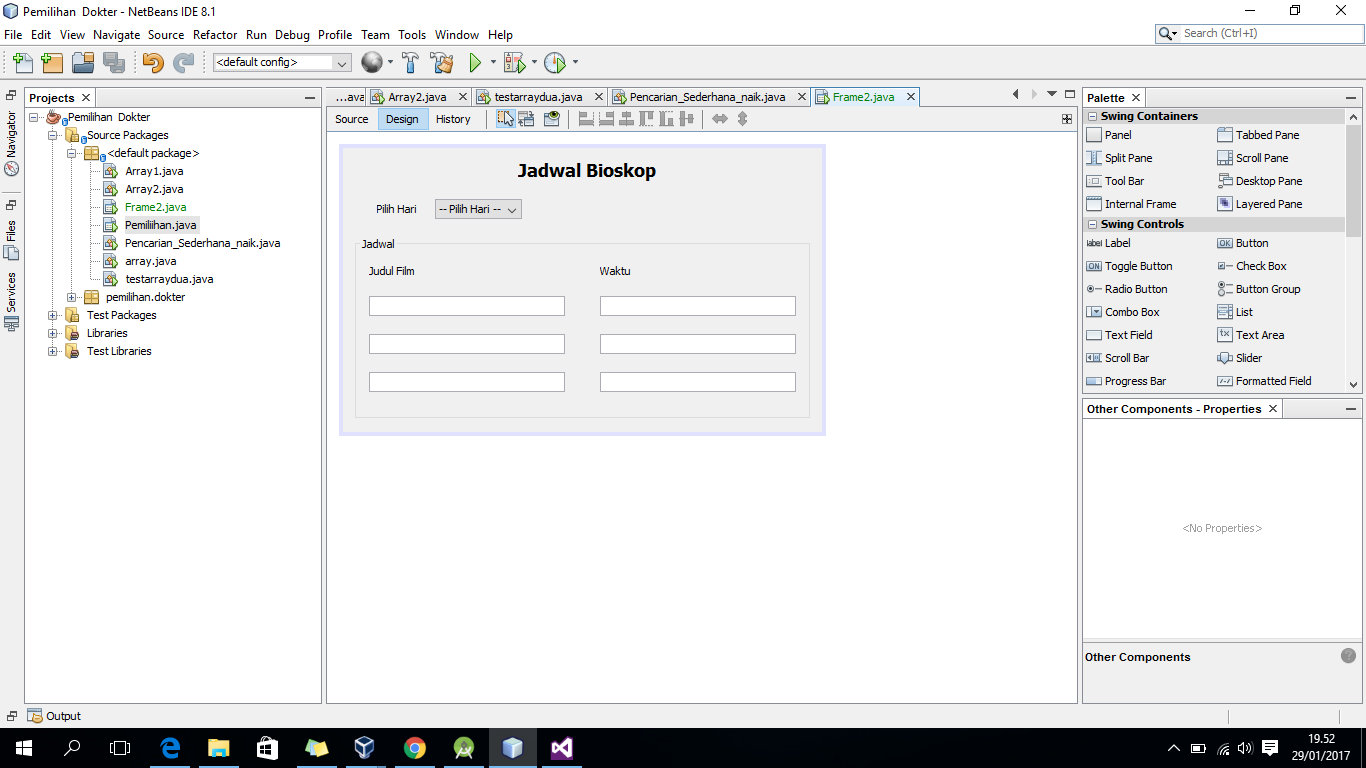 Pemilihan  Dokter - NetBeans IDE 8.1
File Edit View Navigate Source Refactor Run Debug Profile Team Tools Window Help
Search (Ctrl+I)
<default config>
Projects
Navigator
Files
Services
Pemilihan  Dokter
Source Packages
<default package>
Array1.java
Array2.java
Frame2.java
Pemiliihan.java
Pencarian_Sederhana_naik.java
array.java
testarraydua.java
pemilihan.dokter
Test Packages
Libraries
Test Libraries
...ava Array2.java testarraydua.java Pencarian_Sederhana_naik.java Frame2.java
Source Design History
Jadwal Bioskop
Pilih Hari -- Pilih Hari --
Jadwal
Judul Film Waktu
Palette
Swing Containers
Panel Tabbed Pane
Split Pane Scroll Pane
Tool Bar Desktop Pane
Internal Frame Layered Pane
Swing Controls
label Label OK Button
ON Toggle Button Check Box
Radio Button Button Group
Combo Box List
Text Field Text Area
Scroll Bar Slider
Progress Bar Formatted Field
Other Components - Properties
<No Properties>
Other Components
Output
19.52
29/01/2017